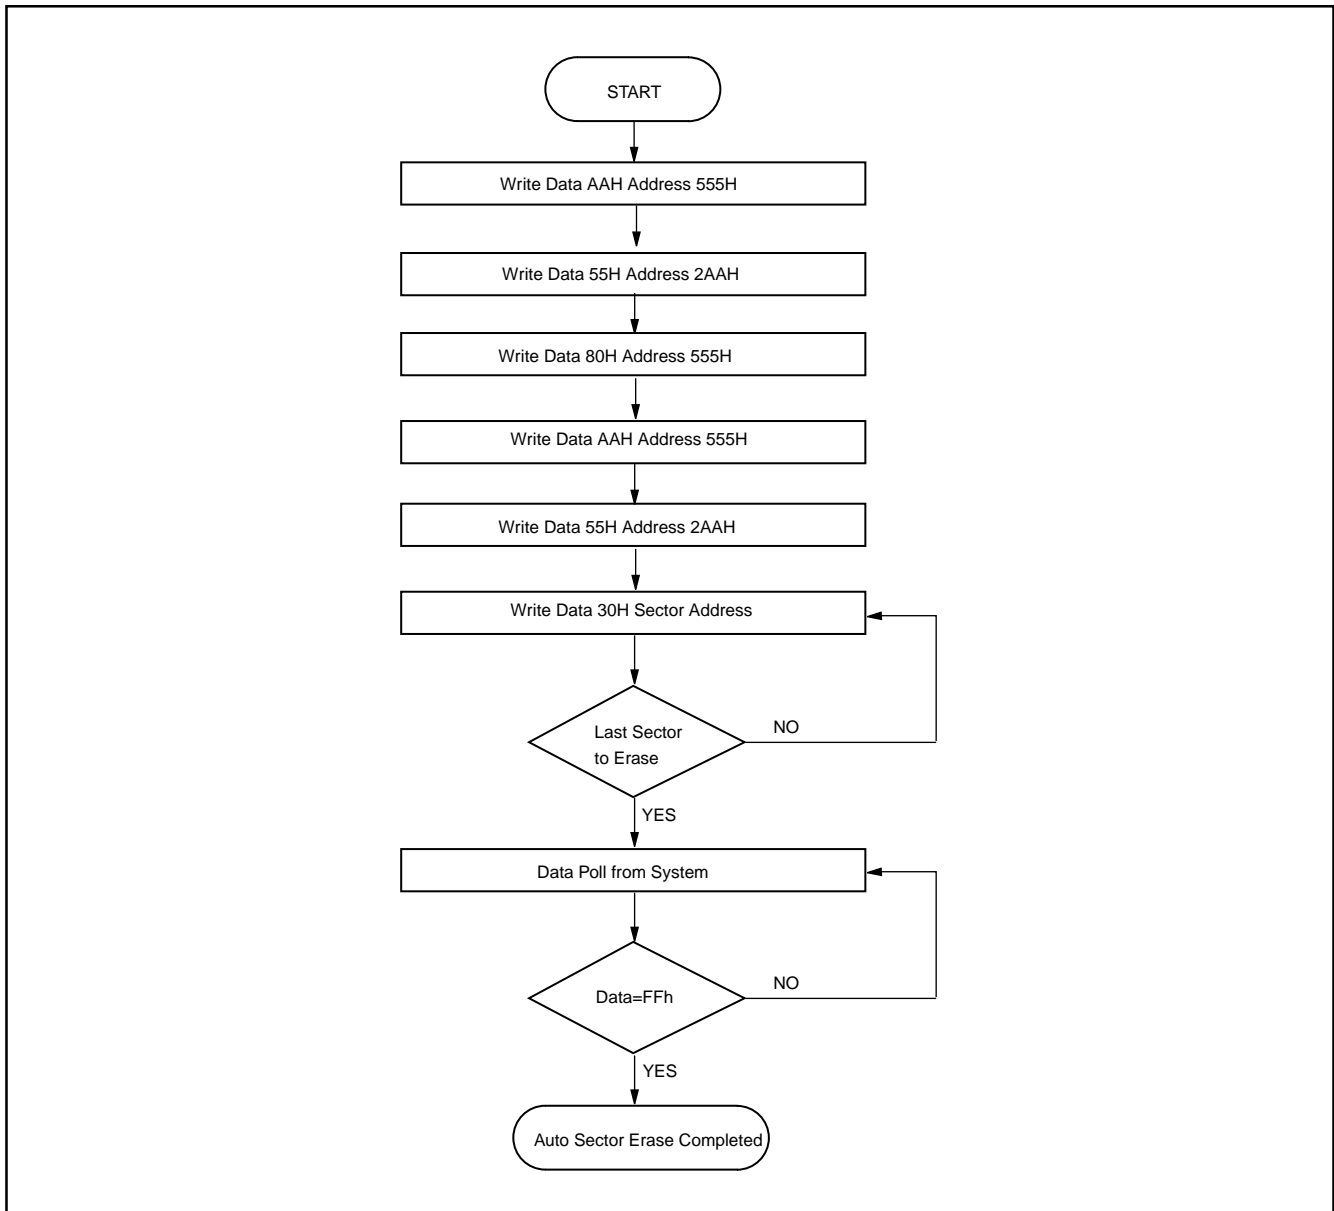 START
Write Data AAH Address 555H
Write Data 55H Address 2AAH
Write Data 80H Address 555H
Write Data AAH Address 555H
Write Data 55H Address 2AAH
Write Data 30H Sector Address
Last Sector
to Erase
NO
YES
Data Poll from System
Data=FFh
NO
YES
Auto Sector Erase Completed